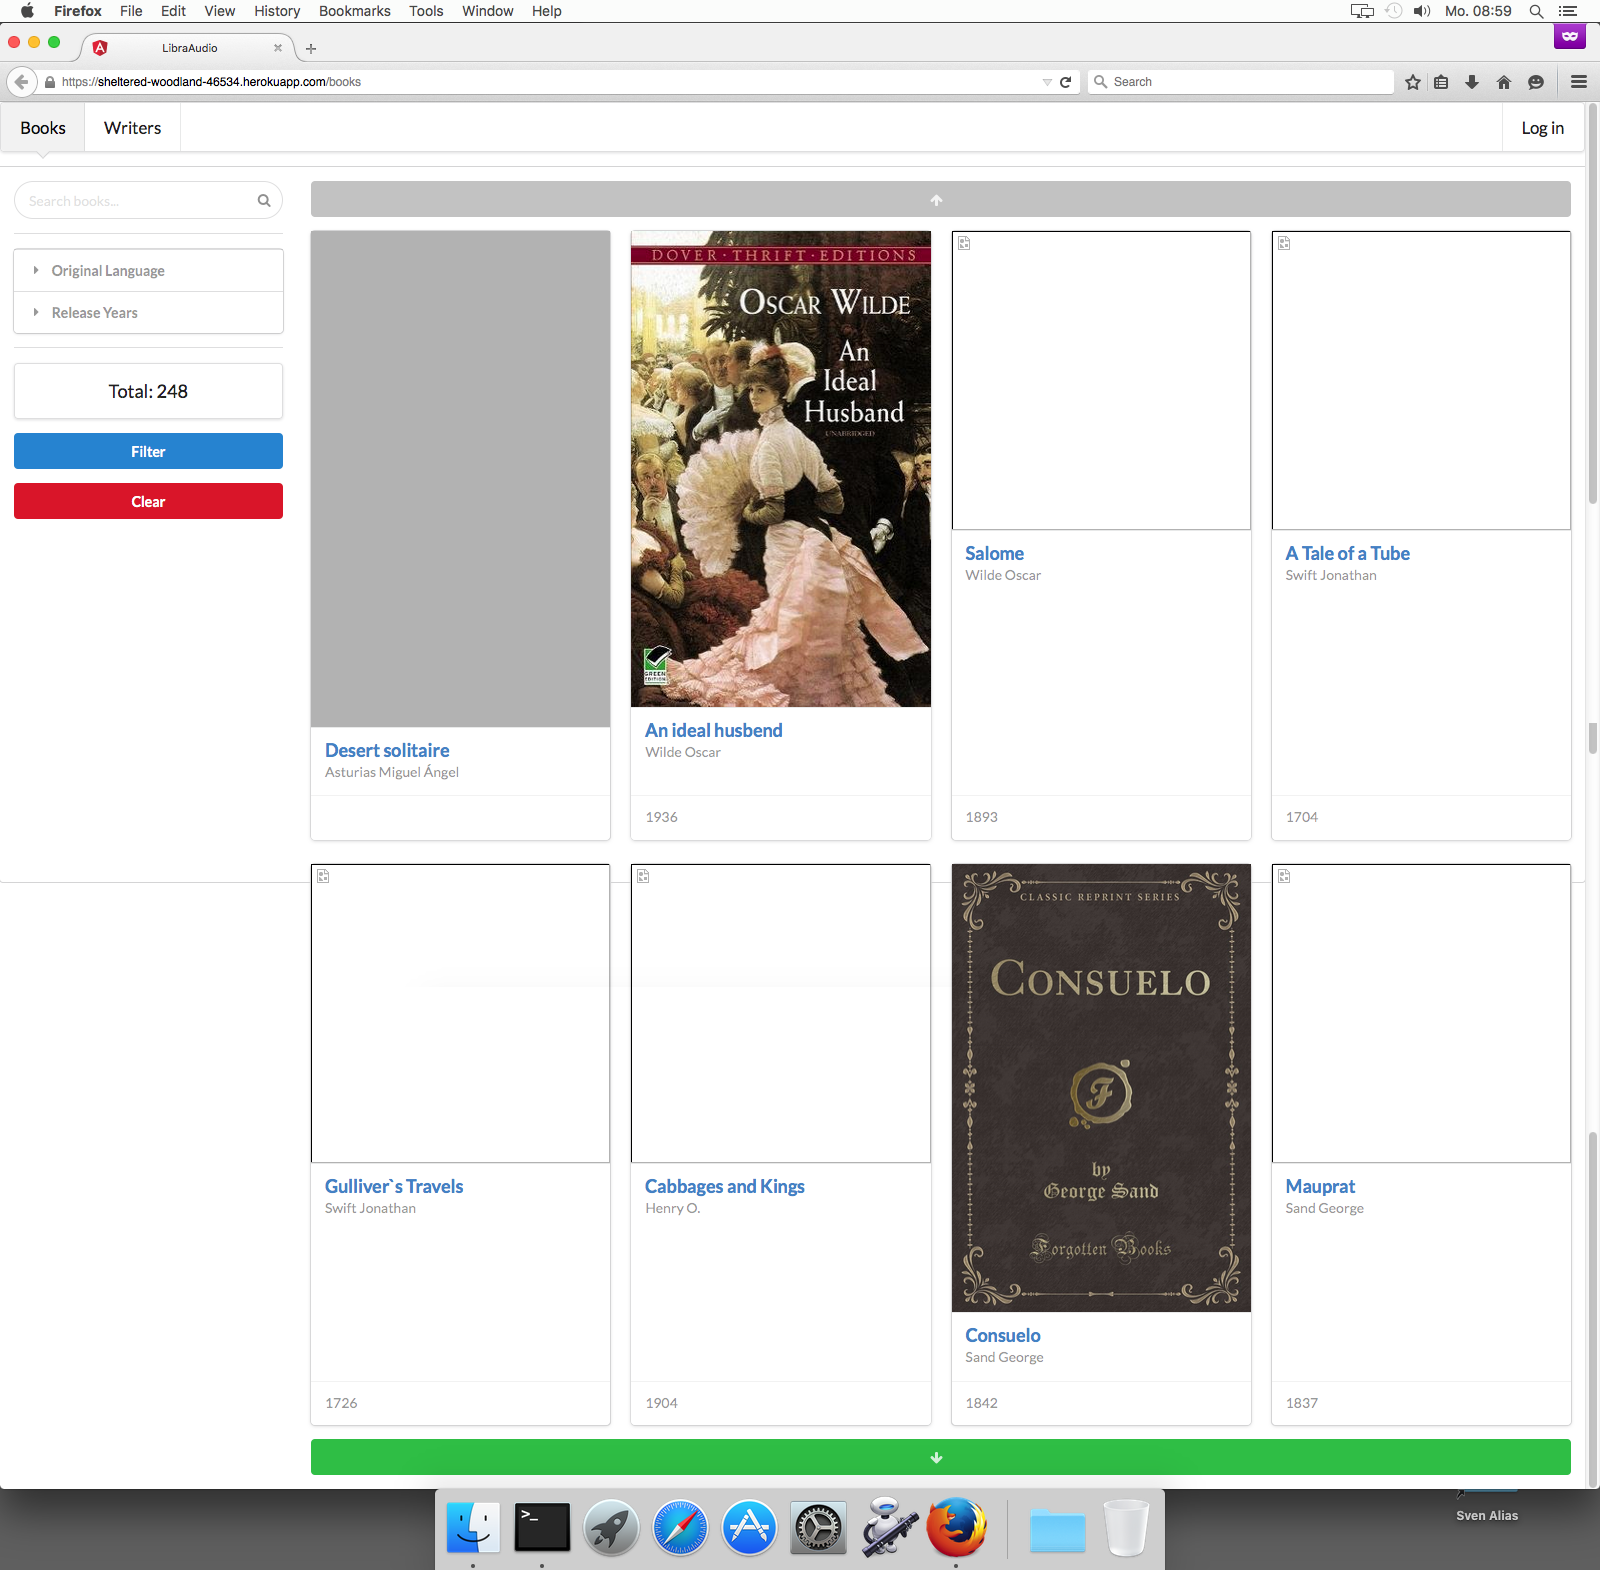 Firefox File Edit View History Bookmarks Tools Window Help Mo. 08:59
LibraAudio
https://sheltered-woodland-46534.herokuapp.com/books Search
Books Writers Log in
Search books...
Original Language
Release Years
Total: 248
Filter
Clear
DOVER · THRIFT · EDITIONS
OSCAR WILDE
An
Ideal
Husband
UNABRIDGED
GREEN
EDITION
Desert solitaire
Asturias Miguel Ángel
An ideal husbend
Wilde Oscar
1936
Salome
Wilde Oscar
1893
A Tale of a Tube
Swift Jonathan
1704
Gulliver`s Travels
Swift Jonathan
1726
Cabbages and Kings
Henry O.
1904
CLASSIC REPRINT SERIES
CONSUELO
F
by
George Sand
Forgotten Books
Consuelo
Sand George
1842
Mauprat
Sand George
1837
>_
Sven Alias